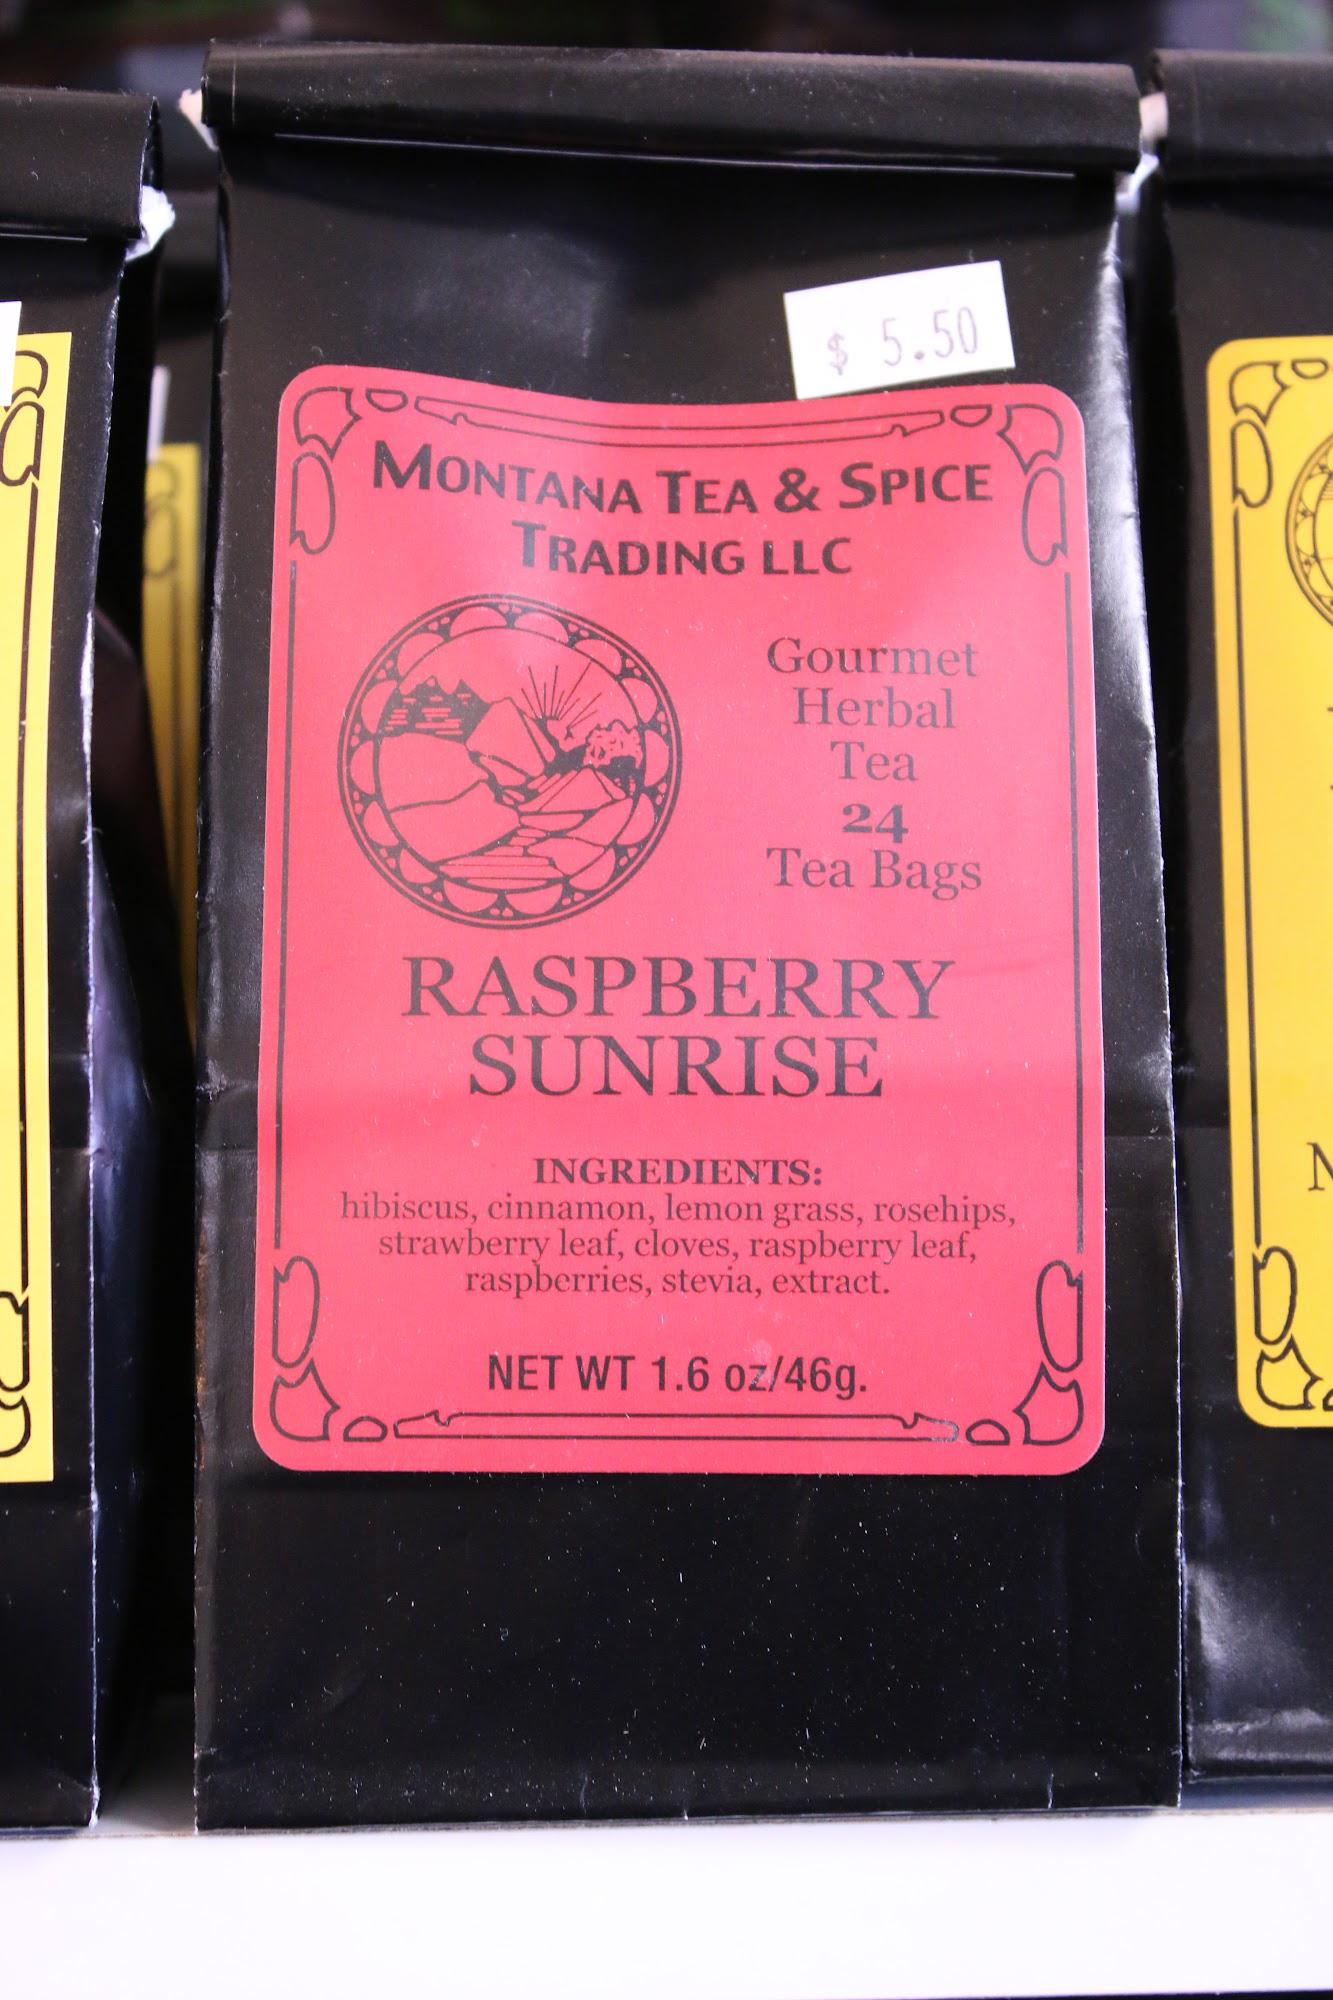 $ 5.50
MONTANA TEA & SPICE
TRADING LLC
Gourmet
Herbal
Tea
24
Tea Bags
RASPBERRY
SUNRISE
INGREDIENTS:
hibiscus, cinnamon, lemon grass, rosehips,
strawberry leaf, cloves, raspberry leaf,
raspberries, stevia, extract.
NET WT 1.6 oz/46g.